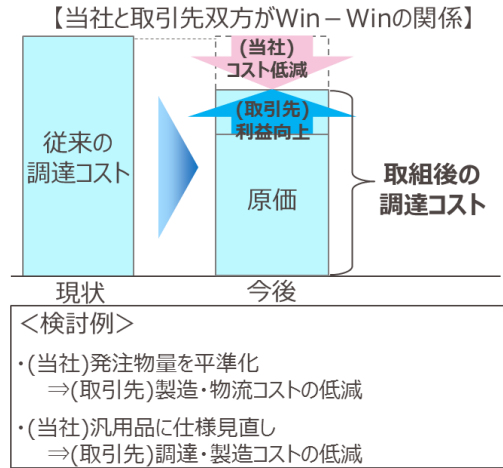 【当社と取引先双方がWin－Winの関係】
(当社)
コスト低減
(取引先)
利益向上
従来の
調達コスト
原価
取組後の
調達コスト
現状
今後
＜検討例＞
・(当社)発注物量を平準化
⇒(取引先)製造・物流コストの低減
・(当社)汎用品に仕様見直し
⇒(取引先)調達・製造コストの低減